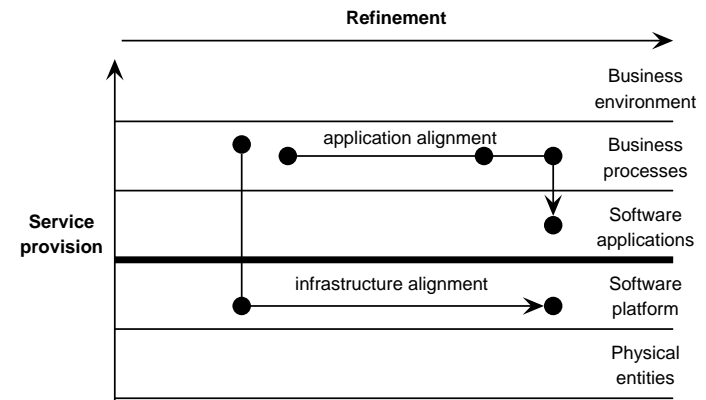 Refinement
Business
environment
application alignment
Business
processes
Service
provision
Software
applications
infrastructure alignment
Software
platform
Physical
entities